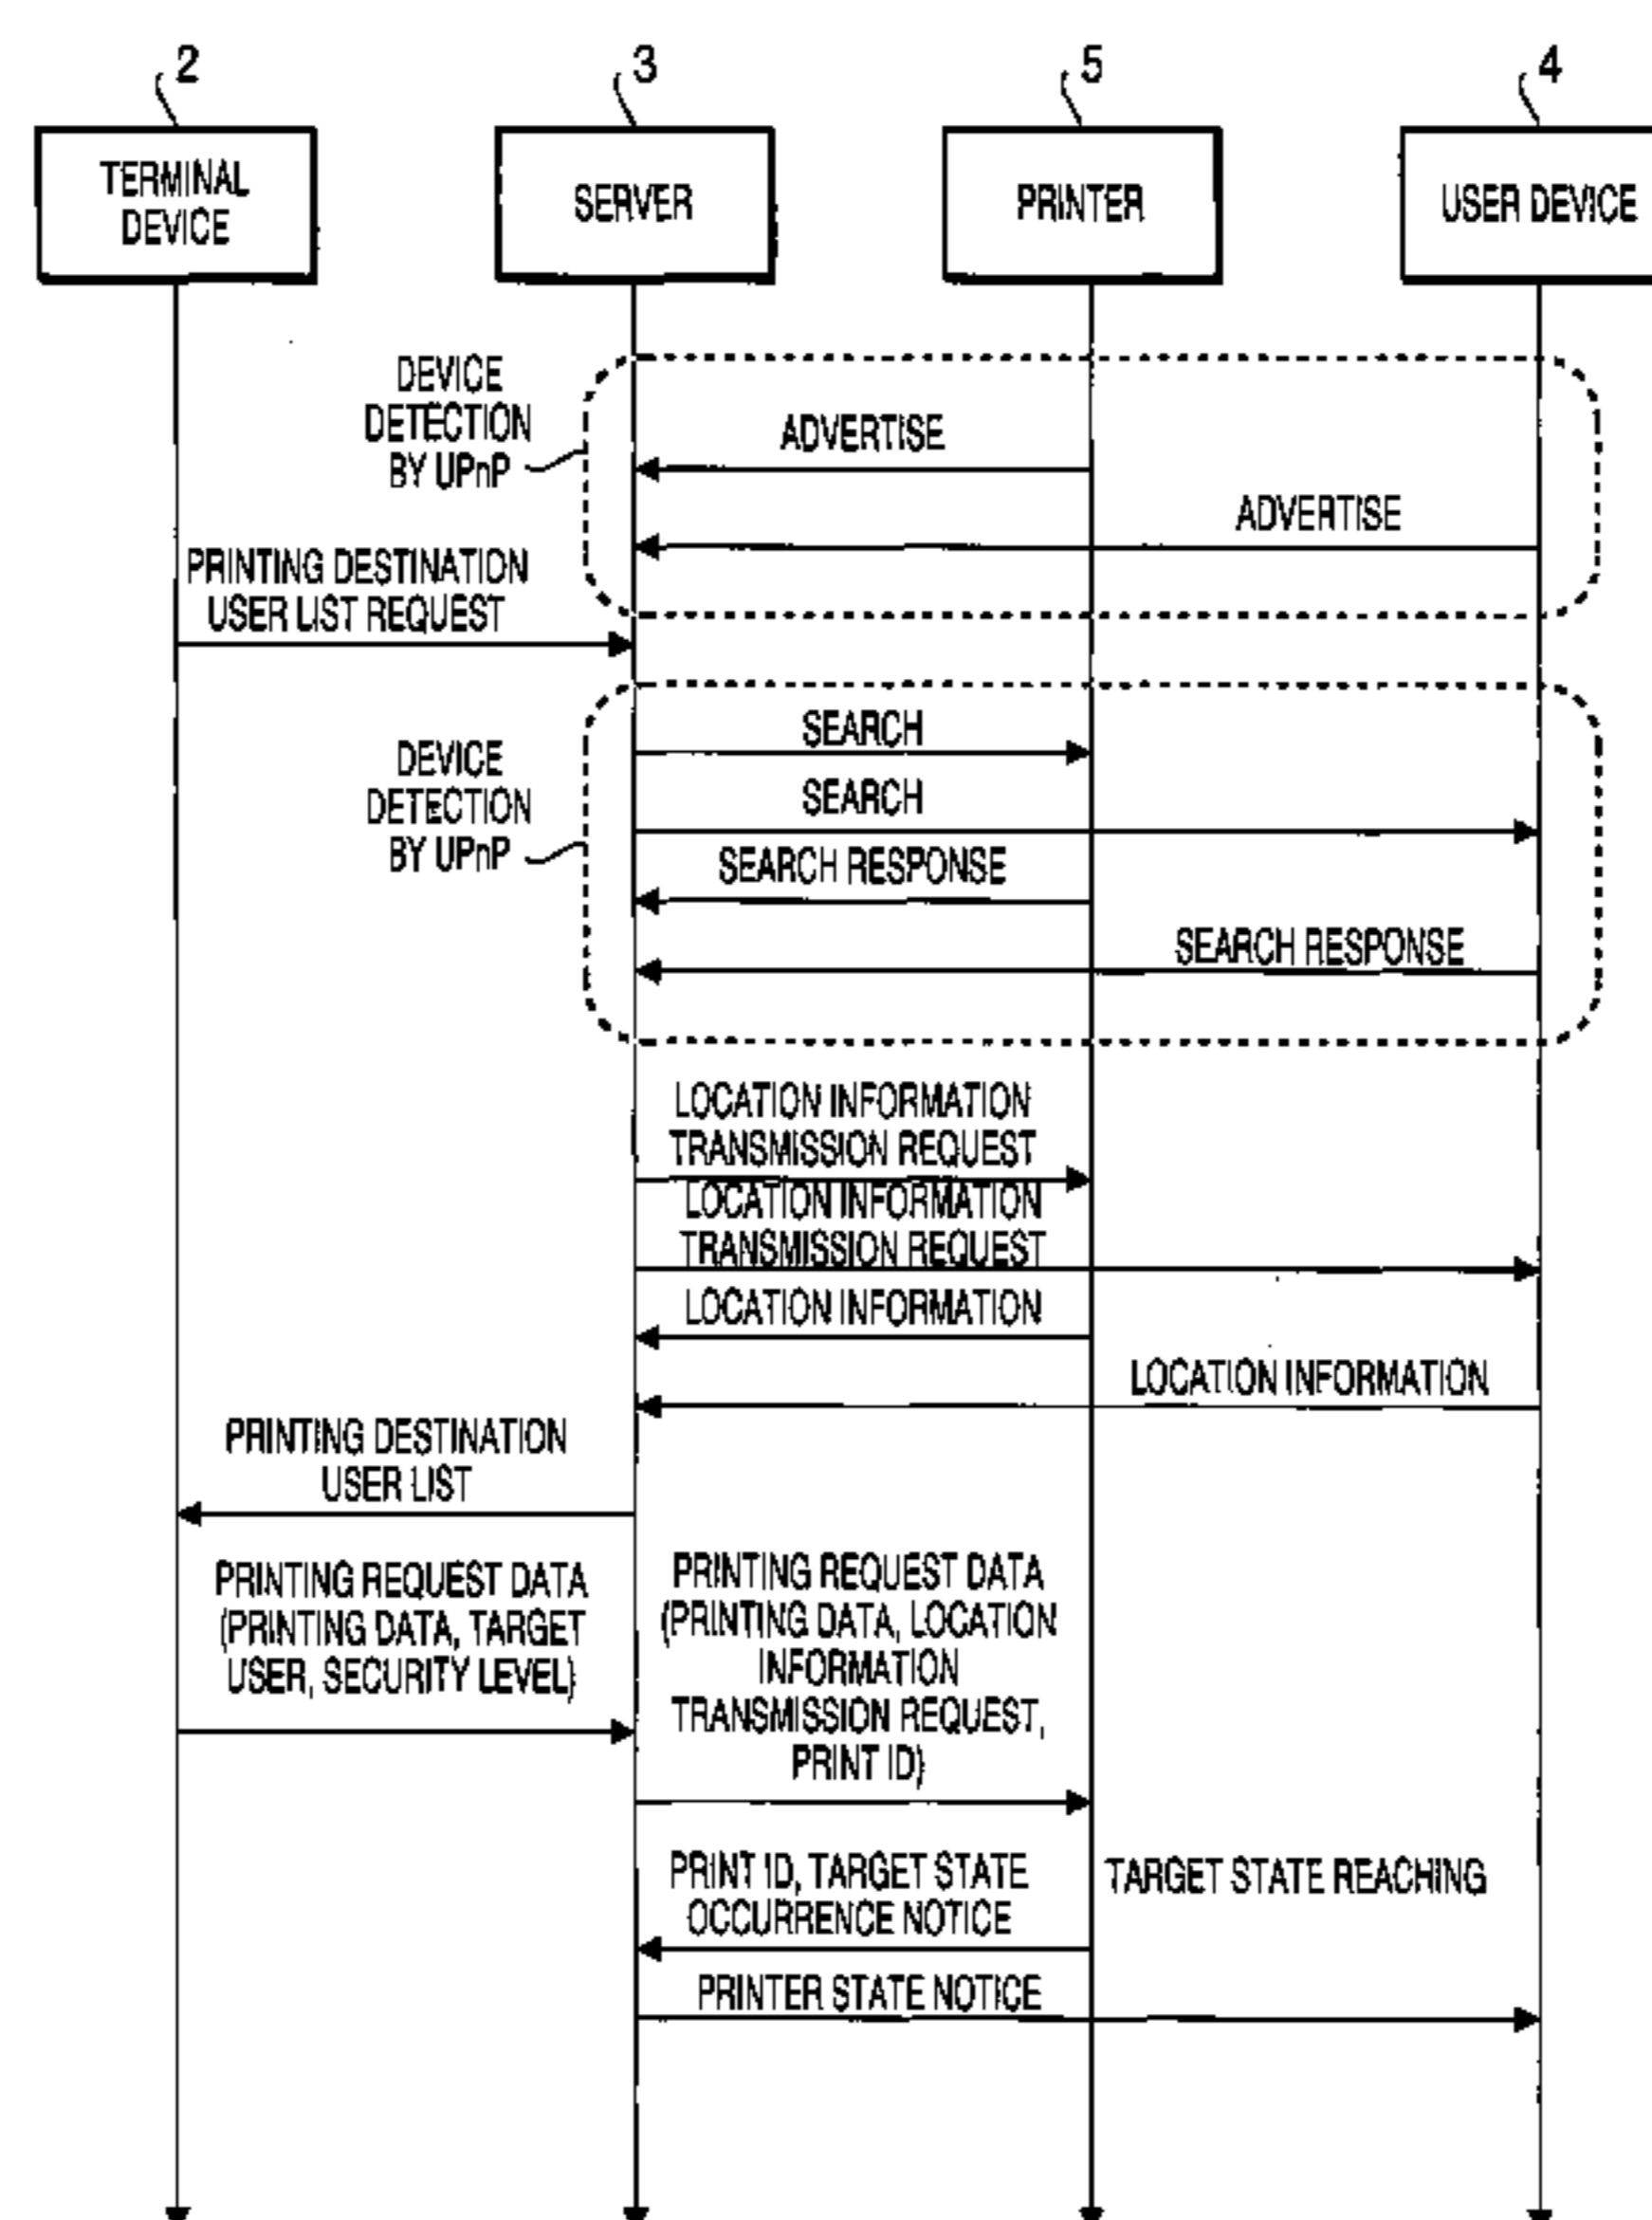 2
3
5
4
TERMINAL
DEVICE
SERVER
PRINTER
USER DEVICE
DEVICE
DETECTION
BY UPnP
ADVERTISE
ADVERTISE
PRINTING DESTINATION
USER LIST REQUEST
DEVICE
DETECTION
BY UPnP
SEARCH
SEARCH
SEARCH RESPONSE
SEARCH RESPONSE
LOCATION INFORMATION
TRANSMISSION REQUEST
LOCATION INFORMATION
TRANSMISSION REQUEST
LOCATION INFORMATION
LOCATION INFORMATION
PRINTING DESTINATION
USER LIST
PRINTING REQUEST DATA
(PRINTING DATA, TARGET
USER, SECURITY LEVEL)
PRINTING REQUEST DATA
(PRINTING DATA, LOCATION
INFORMATION
TRANSMISSION REQUEST,
PRINT ID)
PRINT ID, TARGET STATE
OCCURRENCE NOTICE
TARGET STATE REACHING
PRINTER STATE NOTICE